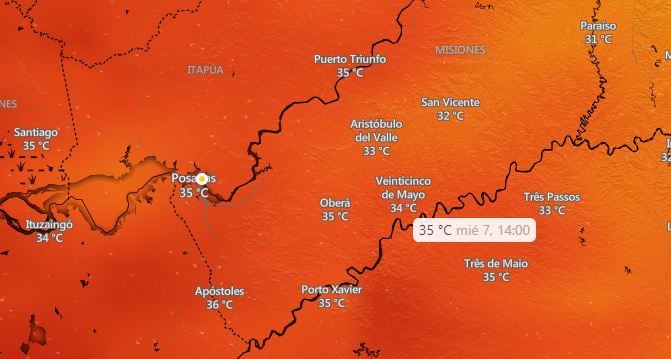 Paraíso
31 °C
MISIONES
Puerto Triunfo
35 °C
ITAPÚA
San Vicente
32 °C
NES
Aristóbulo
del Valle
33 °C
Santiago
35 °C
Posadas
35 °C
Veinticinco
de Mayo
34 °C
Três Passos
33 °C
Oberá
35 °C
Ituzaingó
34 °C
35 °C mié 7, 14:00
Três de Maio
35 °C
Apóstoles
36 °C
Porto Xavier
35 °C